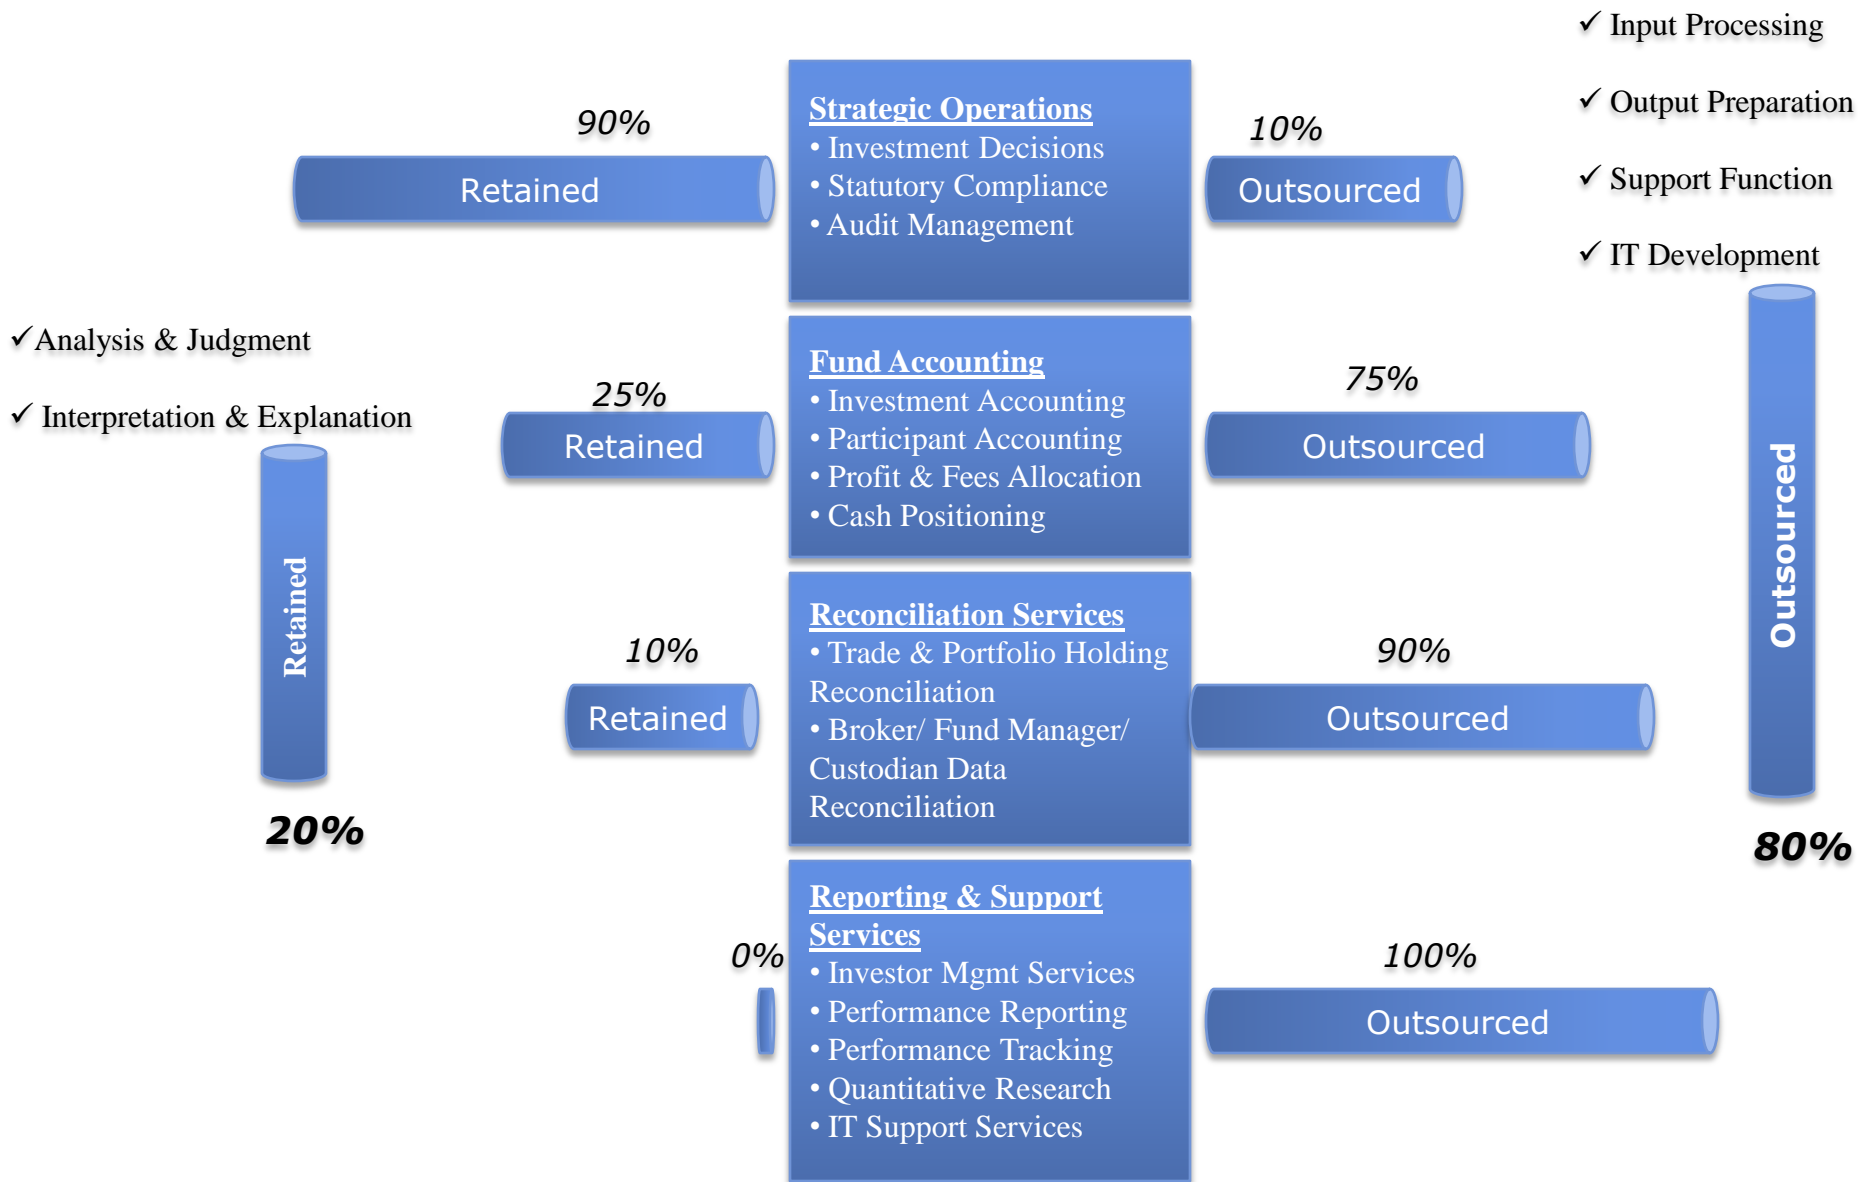 ✓ Input Processing
✓ Output Preparation
✓ Support Function
✓ IT Development
Outsourced
80%
✓Analysis & Judgment
✓ Interpretation & Explanation
Retained
20%
90%
Retained
Strategic Operations
• Investment Decisions
• Statutory Compliance
• Audit Management
10%
Outsourced
25%
Retained
Fund Accounting
• Investment Accounting
• Participant Accounting
• Profit & Fees Allocation
• Cash Positioning
75%
Outsourced
10%
Retained
Reconciliation Services
• Trade & Portfolio Holding
Reconciliation
• Broker/ Fund Manager/
Custodian Data
Reconciliation
90%
Outsourced
0%
Reporting & Support
Services
• Investor Mgmt Services
• Performance Reporting
• Performance Tracking
• Quantitative Research
• IT Support Services
100%
Outsourced